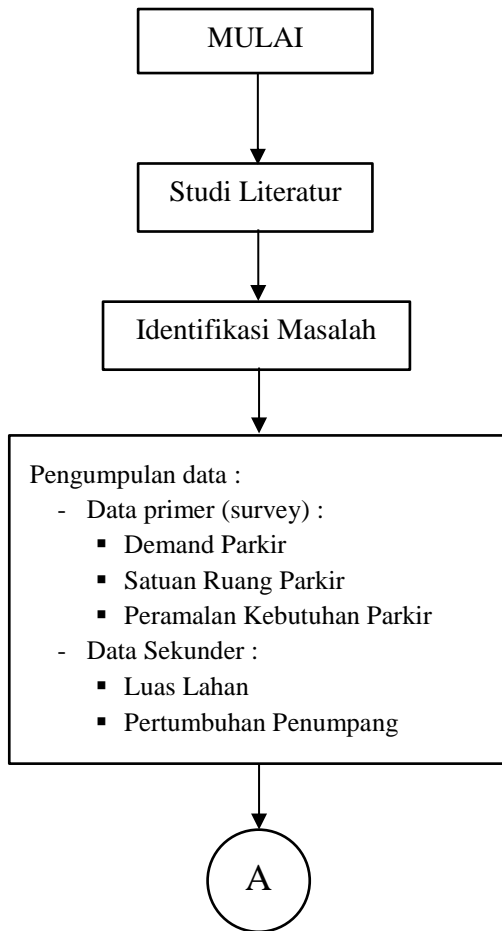 MULAI
Studi Literatur
Identifikasi Masalah
Pengumpulan data :
- Data primer (survey) :
▪ Demand Parkir
▪ Satuan Ruang Parkir
▪ Peramalan Kebutuhan Parkir
- Data Sekunder :
▪ Luas Lahan
▪ Pertumbuhan Penumpang
A